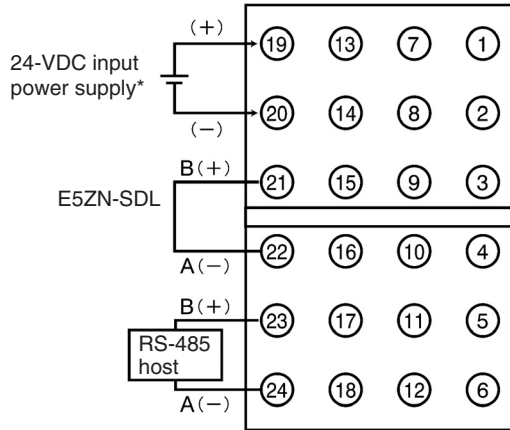 (+)
24-VDC input
power supply*
(−)
B(+)
E5ZN-SDL
A(−)
B(+)
RS-485
host
A(−)
19 13 7 1
20 14 8 2
21 15 9 3
22 16 10 4
23 17 11 5
24 18 12 6